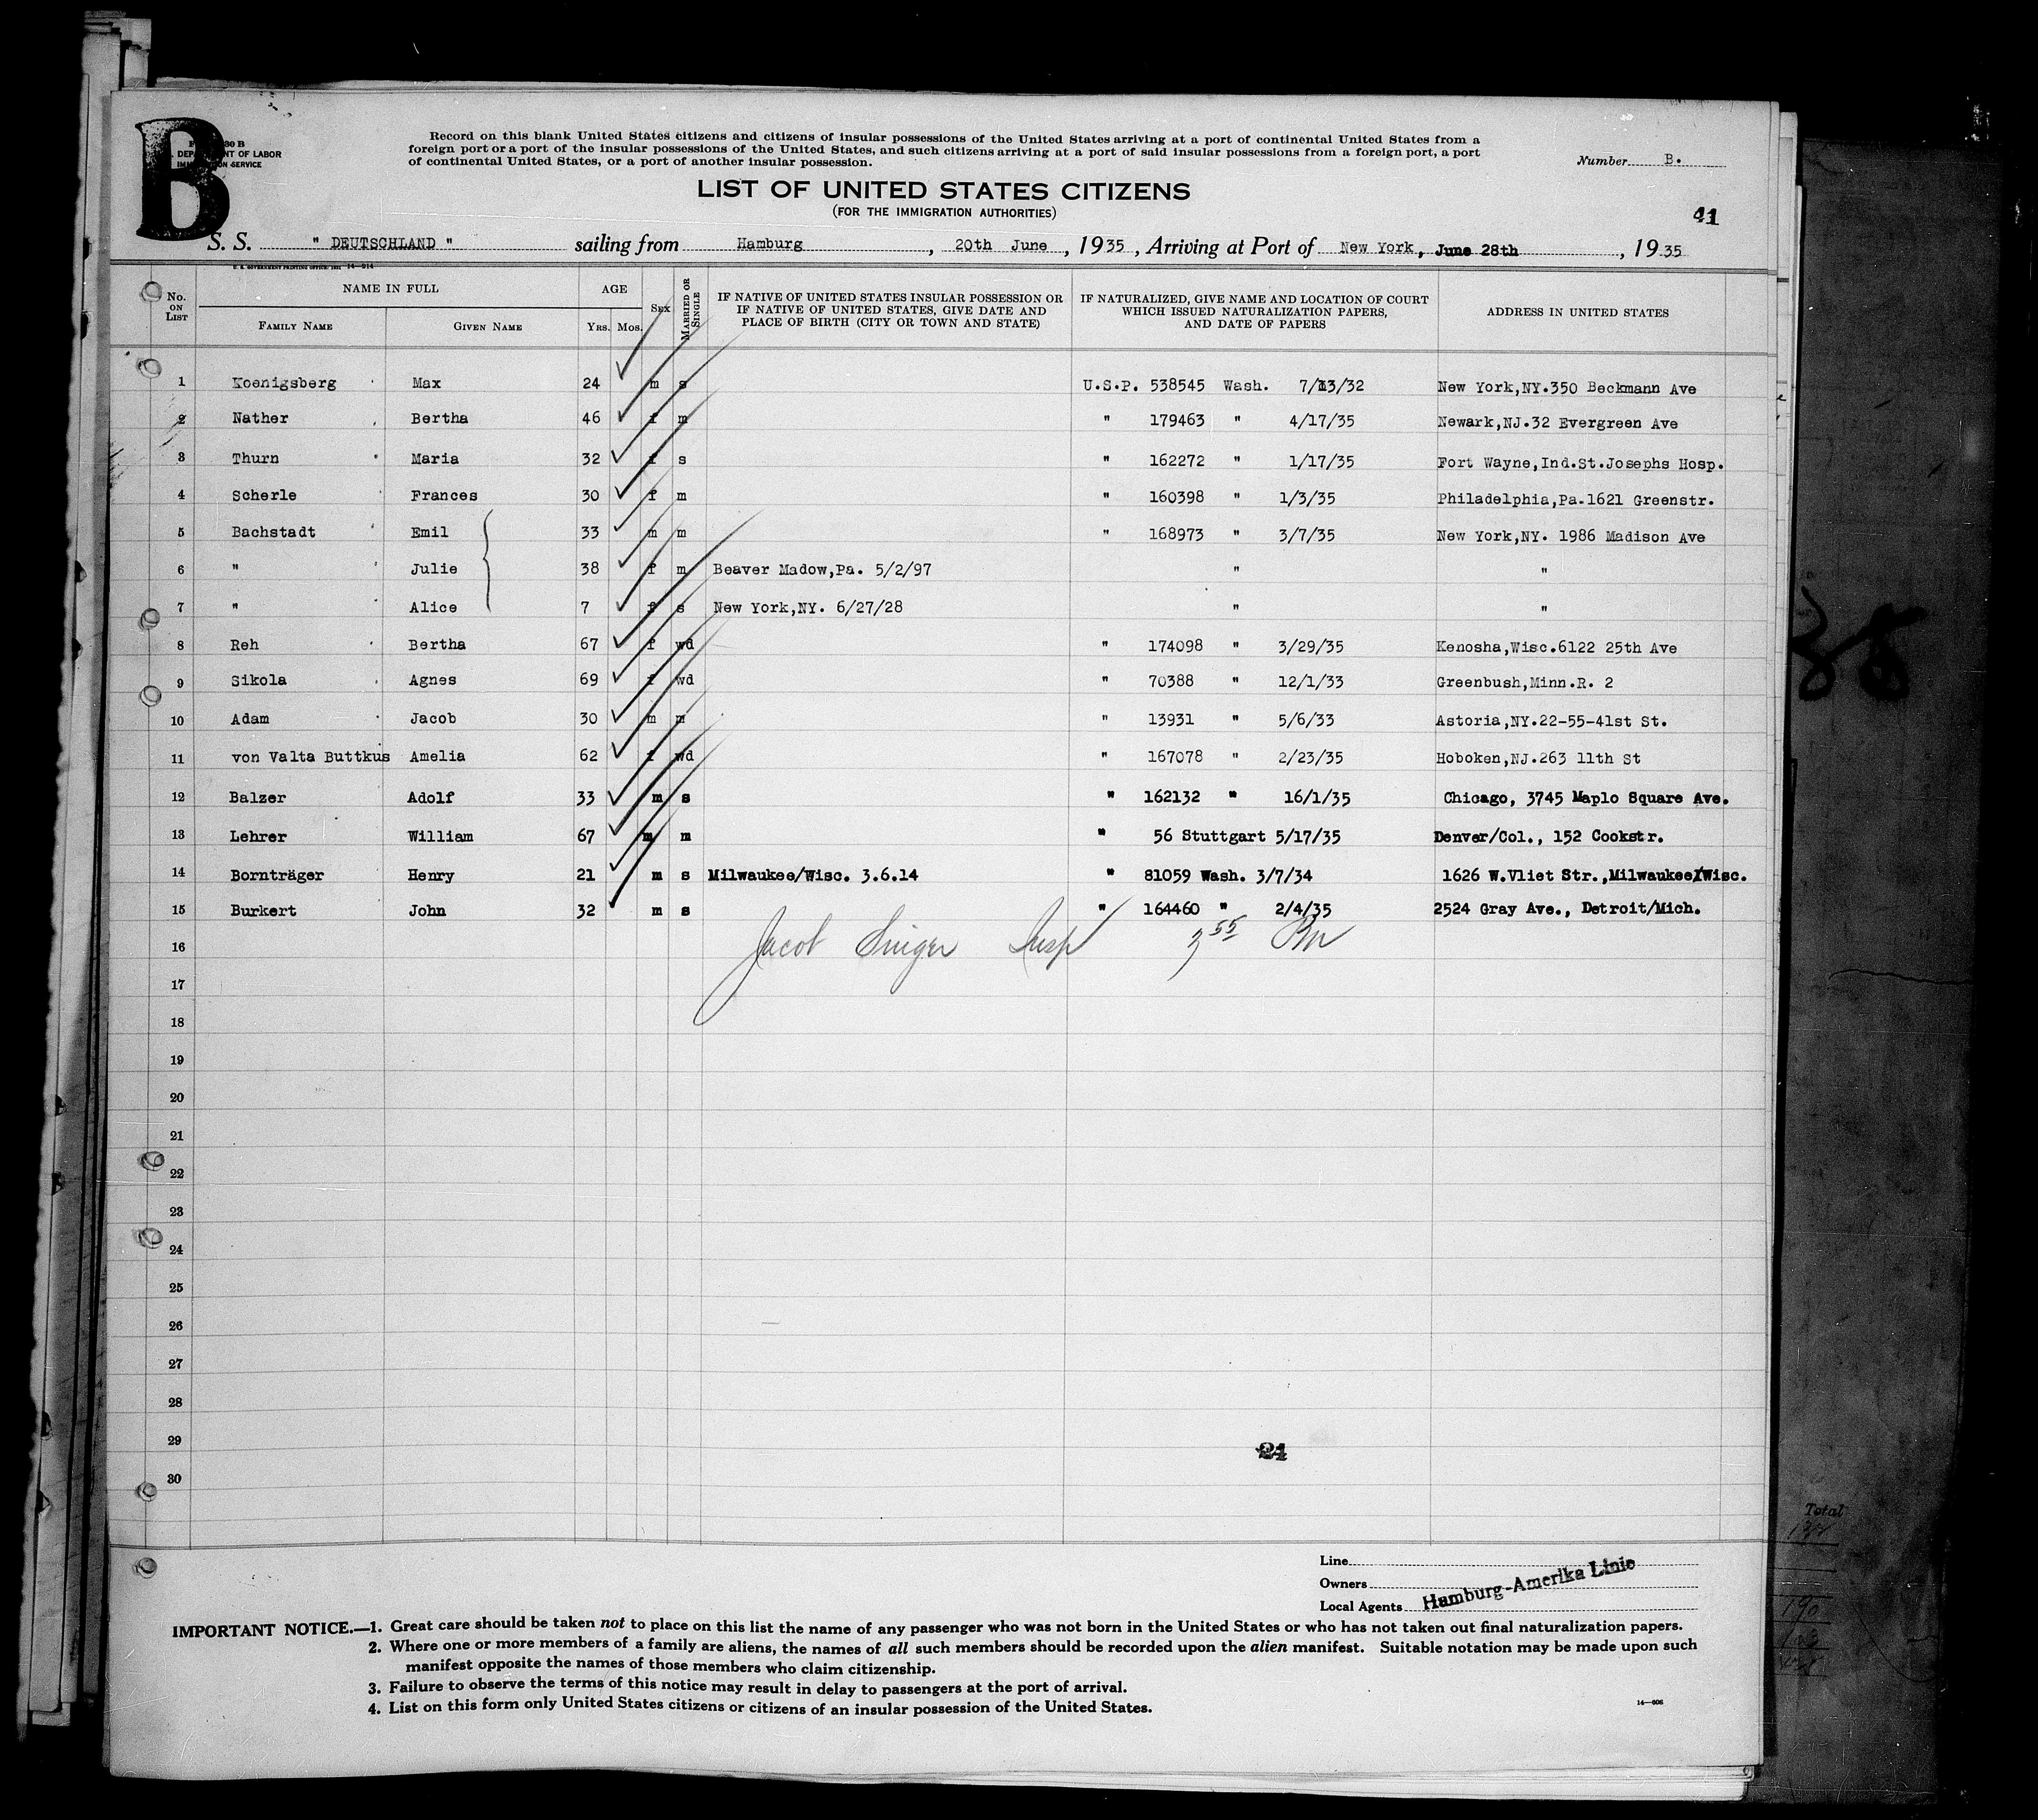 B
30 B
DEPARTMENT OF LABOR
IMMIGRATION SERVICE
Record on this blank United States citizens and citizens of insular possessions of the United States arriving at a port of continental United States from a
foreign port or a port of the insular possessions of the United States, and such citizens arriving at a port of said insular possessions from a foreign port, a port
of continental United States, or a port of another insular possession.
Number B.
LIST OF UNITED STATES CITIZENS
(FOR THE IMMIGRATION AUTHORITIES)
41
S. S. " DEUTSCHLAND " sailing from Hamburg, 20th June, 1935, Arriving at Port of New York, June 28th, 1935
U. S. GOVERNMENT PRINTING OFFICE: 1931 14-914
No. ON LIST
NAME IN FULL
FAMILY NAME
GIVEN NAME
AGE
YRS. MOS.
SEX
MARRIED OR SINGLE
IF NATIVE OF UNITED STATES INSULAR POSSESSION OR
IF NATIVE OF UNITED STATES, GIVE DATE AND
PLACE OF BIRTH (CITY OR TOWN AND STATE)
IF NATURALIZED, GIVE NAME AND LOCATION OF COURT
WHICH ISSUED NATURALIZATION PAPERS,
AND DATE OF PAPERS
ADDRESS IN UNITED STATES
1 Koenigsberg Max 24 m s U.S.P. 538545 Wash. 7/13/32 New York,NY.350 Beckmann Ave
2 Nather Bertha 46 f m " 179463 " 4/17/35 Newark,NJ.32 Evergreen Ave
3 Thurn Maria 32 f s " 162272 " 1/17/35 Fort Wayne,Ind.St.Josephs Hosp.
4 Scherle Frances 30 f m " 160398 " 1/3/35 Philadelphia,Pa.1621 Greenstr.
5 Bachstadt Emil 33 m m " 168973 " 3/7/35 New York,NY. 1986 Madison Ave
6 " Julie 38 f m Beaver Madow,Pa. 5/2/97 " "
7 " Alice 7 f s New York,NY. 6/27/28 " "
8 Reh Bertha 67 f wd " 174098 " 3/29/35 Kenosha,Wisc.6122 25th Ave
9 Sikola Agnes 69 f wd " 70388 " 12/1/33 Greenbush,Minn.R. 2
10 Adam Jacob 30 m m " 13931 " 5/6/33 Astoria,NY.22-55-41st St.
11 von Valta Buttkus Amelia 62 f wd " 167078 " 2/23/35 Hoboken,NJ.263 11th St
12 Balzer Adolf 33 m s " 162132 " 16/1/35 Chicago, 3745 Maplo Square Ave.
13 Lehrer William 67 m m " 56 Stuttgart 5/17/35 Denver/Col., 152 Cookstr.
14 Bornträger Henry 21 m s Milwaukee/Wisc. 3.6.14 " 81059 Wash. 3/7/34 1626 W.Vliet Str.,Milwaukee/Wisc.
15 Burkert John 32 m s " 164460 " 2/4/35 2524 Gray Ave., Detroit/Mich.
16 Jacob Singer Insp 3 55 Pm
17
18
19
20
21
22
23
24
25
26
27
28
29
30
Line
Owners
Local Agents Hamburg-Amerika Linie
IMPORTANT NOTICE.—1. Great care should be taken not to place on this list the name of any passenger who was not born in the United States or who has not taken out final naturalization papers.
2. Where one or more members of a family are aliens, the names of all such members should be recorded upon the alien manifest. Suitable notation may be made upon such
manifest opposite the names of those members who claim citizenship.
3. Failure to observe the terms of this notice may result in delay to passengers at the port of arrival.
4. List on this form only United States citizens or citizens of an insular possession of the United States.
14—606
Total
190